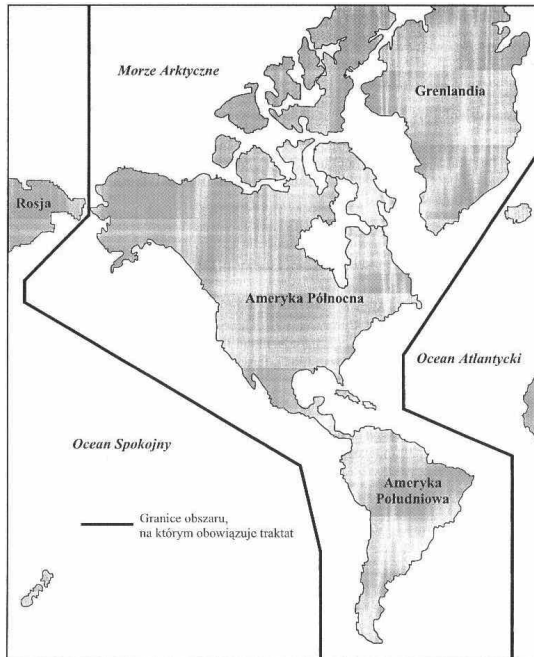 Morze Arktyczne
Grenlandia
Rosja
Ameryka Północna
Ocean Atlantycki
Ocean Spokojny
Ameryka
Południowa
Granice obszaru,
na którym obowiązuje traktat